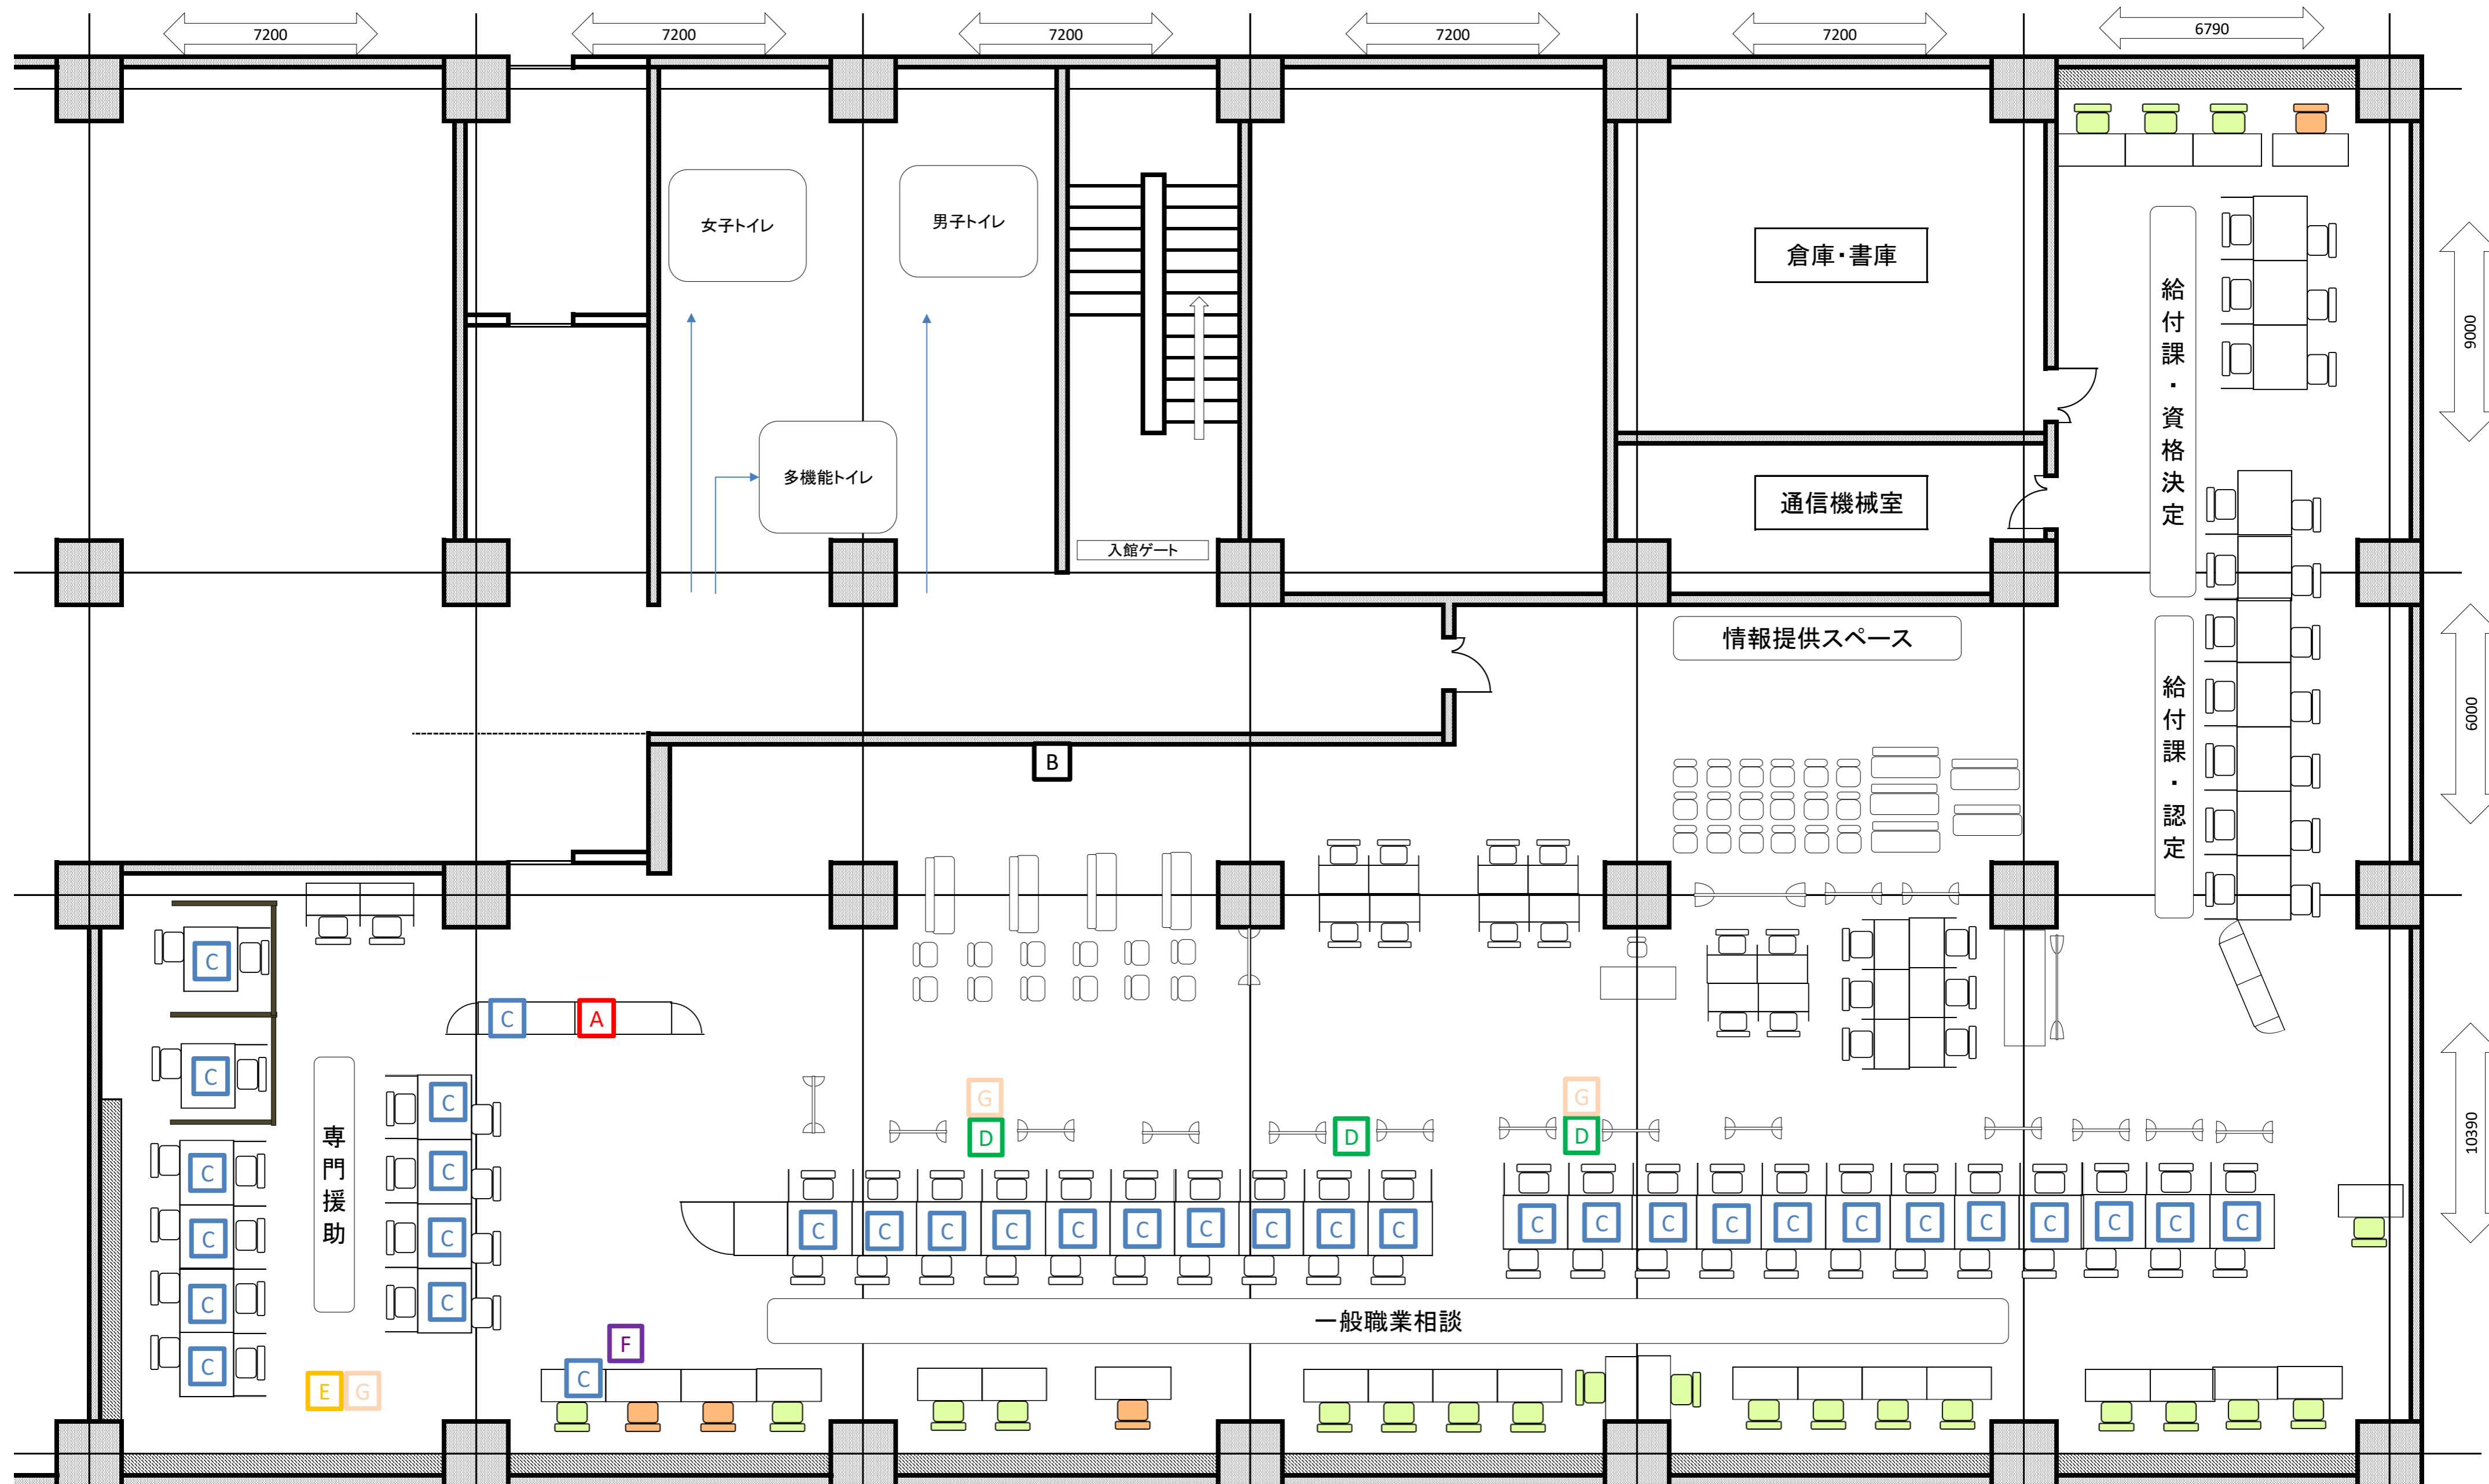 7200
7200
7200
7200
7200
6790
女子トイレ
男子トイレ
倉庫・書庫
給付課・資格決定
9000
多機能トイレ
通信機械室
入館ゲート
情報提供スペース
給付課・認定
6000
B
C
C A
C
専門援助
C
C
C
C
C
C
C
C
G
G
D
D
D
10390
C C C C C C C C C C
C C C C C C C C C C C C
一般職業相談
F
C
C
E G